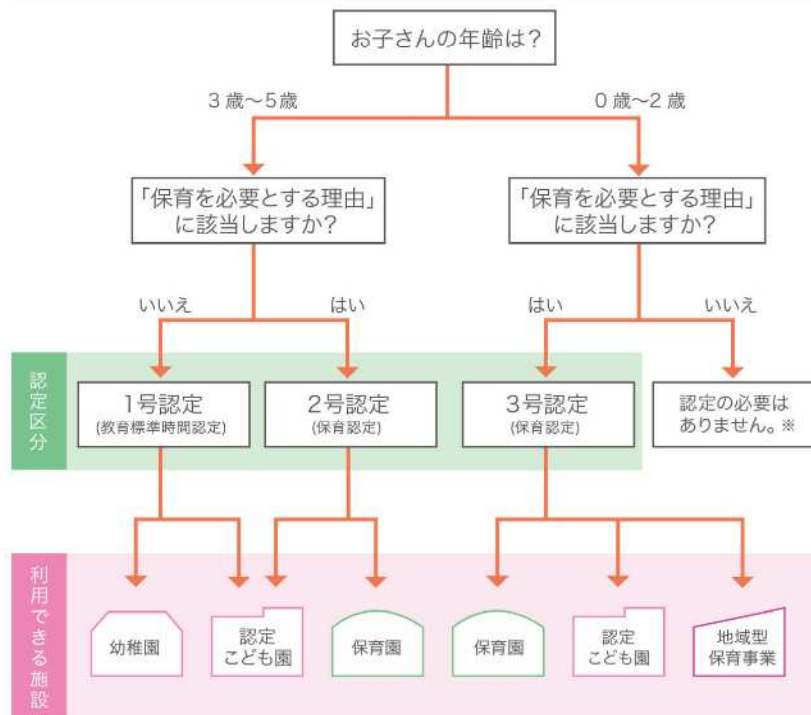 お子さんの年齢は？
3歳～5歳
0歳～2歳
「保育を必要とする理由」
に該当しますか？
「保育を必要とする理由」
に該当しますか？
いいえ
はい
はい
いいえ
認定区分
1号認定
(教育標準時間認定)
2号認定
(保育認定)
3号認定
(保育認定)
認定の必要は
ありません。※
利用できる施設
幼稚園
認定
こども園
保育園
保育園
認定
こども園
地域型
保育事業